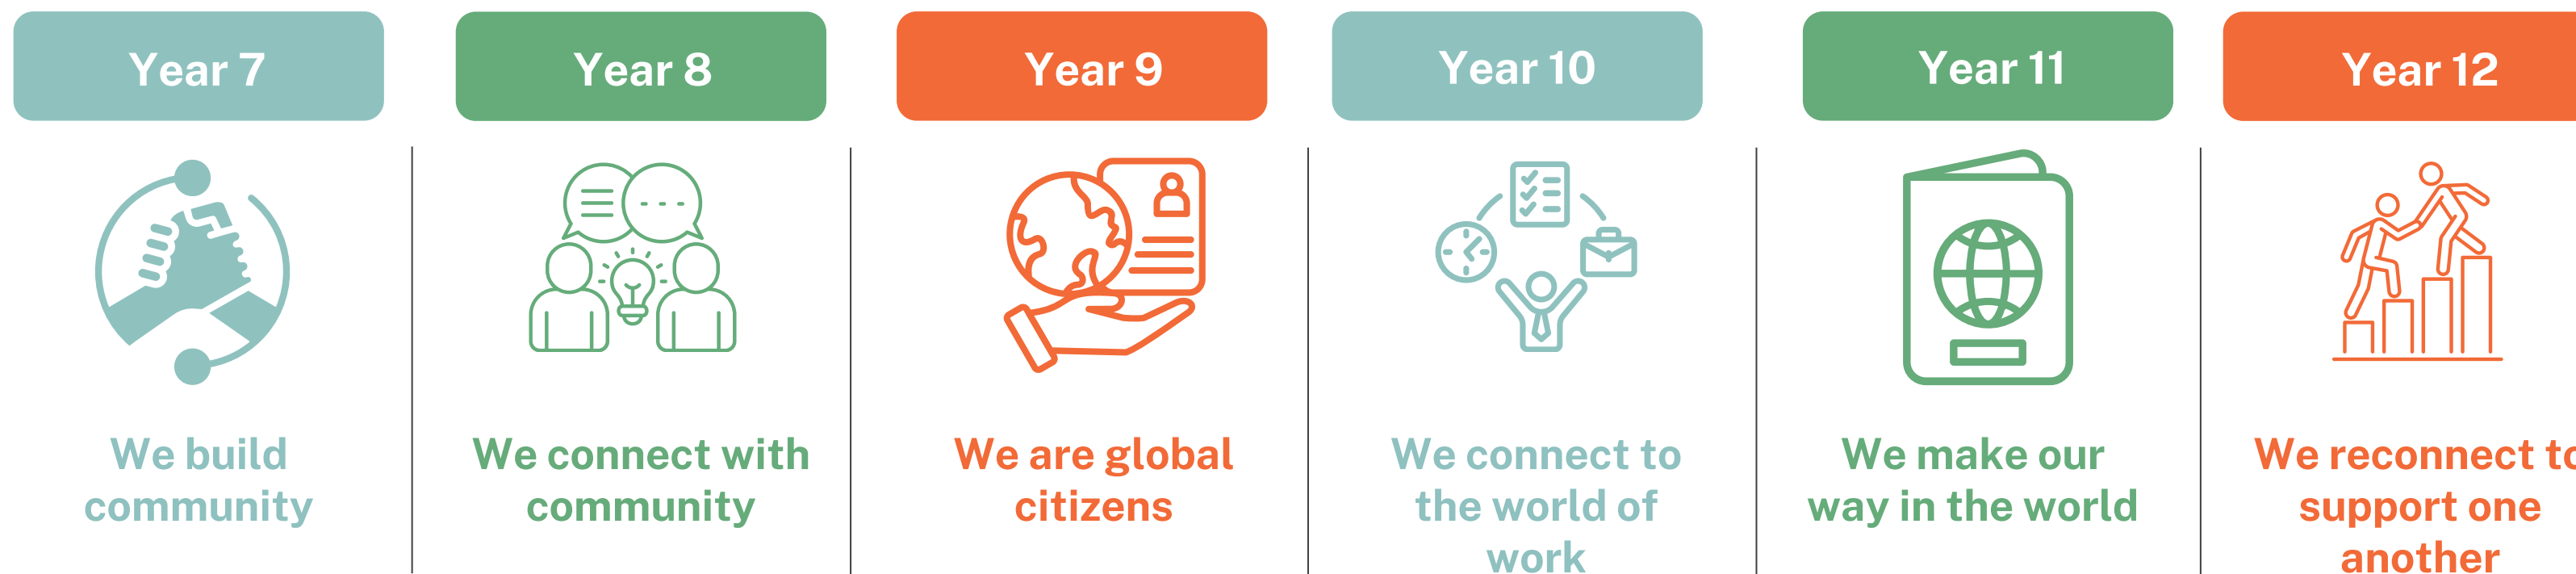 Year 7
We build
community
Year 8
We connect with
community
Year 9
We are global
citizens
Year 10
We connect to
the world of
work
Year 11
We make our
way in the world
Year 12
We reconnect to
support one
another